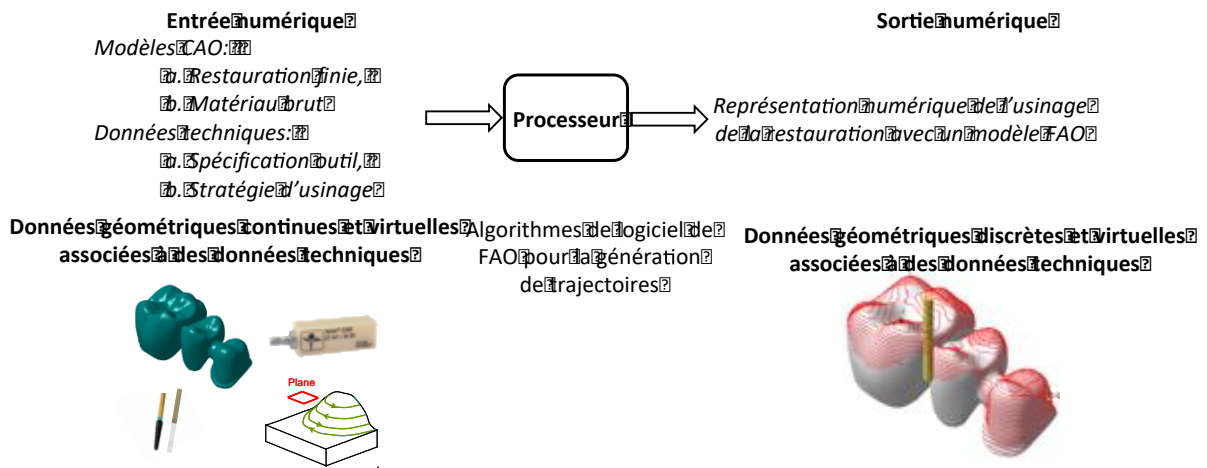 Entrée numérique
Modèles CAO:
a. Restauration finie,
b. Matériau brut
Données techniques:
a. Spécification outil,
b. Stratégie d'usinage
Données géométriques continues et virtuelles
associées à des données techniques
Plane
Processeur
Algorithmes de logiciel de
FAO pour la génération
de trajectoires
Sortie numérique
Représentation numérique de l'usinage
de la restauration avec un modèle FAO
Données géométriques discrètes et virtuelles
associées à des données techniques